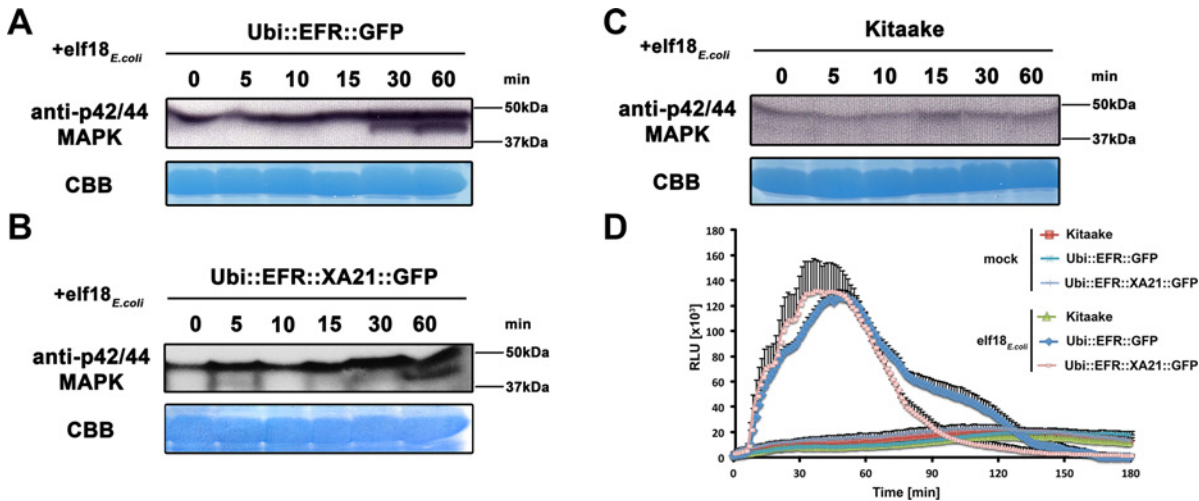 A
Ubi::EFR::GFP
+elf18E.coli
0 5 10 15 30 60 min
anti-p42/44
MAPK
50kDa
37kDa
CBB
B
Ubi::EFR::XA21::GFP
+elf18E.coli
0 5 10 15 30 60 min
anti-p42/44
MAPK
50kDa
37kDa
CBB
C
Kitaake
+elf18E.coli
0 5 10 15 30 60 min
anti-p42/44
MAPK
50kDa
37kDa
CBB
D
RLU [x10³]
180
160
140
120
100
80
60
40
20
0
0 30 60 90 120 150 180
Time [min]
mock
Kitaake
Ubi::EFR::GFP
Ubi::EFR::XA21::GFP
elf18E.coli
Kitaake
Ubi::EFR::GFP
Ubi::EFR::XA21::GFP